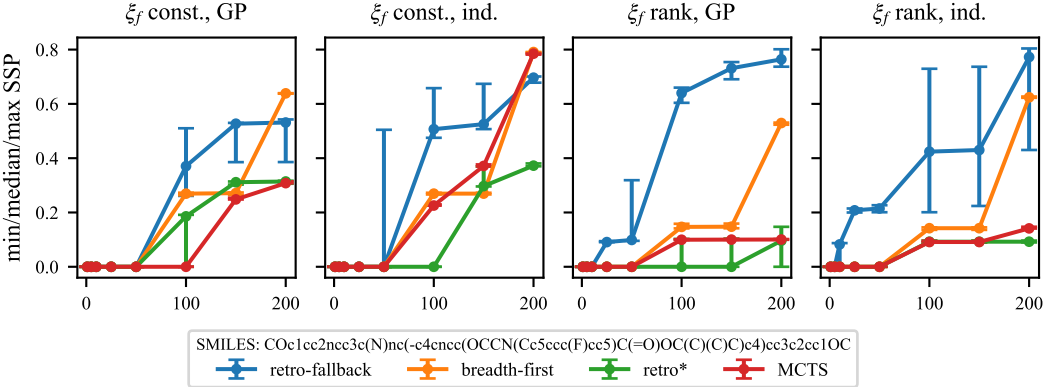 ξf const., GP
ξf const., ind.
ξf rank, GP
ξf rank, ind.
min/median/max SSP
0.8
0.6
0.4
0.2
0.0
0 100 200
0 100 200
0 100 200
0 100 200
SMILES: COc1cc2ncc3c(N)nc(-c4cncc(OCCN(Cc5ccc(F)cc5)C(=O)OC(C)(C)C)c4)cc3c2cc1OC
retro-fallback breadth-first retro* MCTS